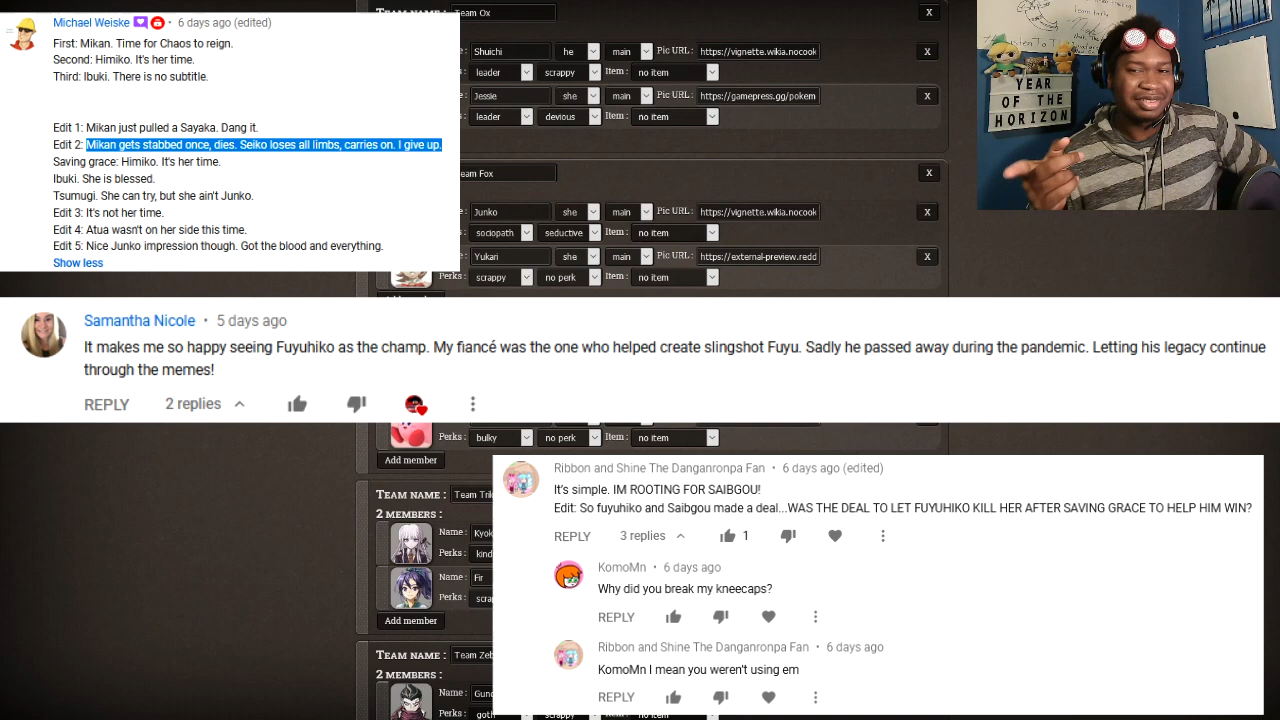 Michael Weiske • 6 days ago (edited)
First: Mikan. Time for Chaos to reign.
Second: Himiko. It's her time.
Third: Ibuki. There is no subtitle.
Edit 1: Mikan just pulled a Sayaka. Dang it.
Edit 2: Mikan gets stabbed once, dies. Seiko loses all limbs, carries on. I give up.
Saving grace: Himiko. It's her time.
Ibuki. She is blessed.
Tsumugi. She can try, but she ain't Junko.
Edit 3: It's not her time.
Edit 4: Atua wasn't on her side this time.
Edit 5: Nice Junko impression though. Got the blood and everything.
Show less
Team name : Team Ox X
Shuichi he main Pic URL: https://vignette.wikia.nocook X
leader scrappy Item : no item
Jessie she main Pic URL: https://gamepress.gg/pokem X
leader devious Item : no item
eam Fox X
Junko she main Pic URL: https://vignette.wikia.nocook X
sociopath seductive Item : no item
Yukari she main Pic URL: https://external-preview.redd X
Perks: scrappy no perk Item : no item
YEAR
OF THE
HORIZON
Samantha Nicole • 5 days ago
It makes me so happy seeing Fuyuhiko as the champ. My fiancé was the one who helped create slingshot Fuyu. Sadly he passed away during the pandemic. Letting his legacy continue
through the memes!
REPLY 2 replies
Perks: bulky no perk Item : no item
Add member
Team name : Team Tri
2 members :
Name : Kyok
Perks: kind
Name : Fir
Perks: scra
Add member
Team name : Team Zeb
2 members :
Name : Gund
Perks: goth scrappy no item
Ribbon and Shine The Danganronpa Fan • 6 days ago (edited)
It's simple. IM ROOTING FOR SAIBGOU!
Edit: So fuyuhiko and Saibgou made a deal...WAS THE DEAL TO LET FUYUHIKO KILL HER AFTER SAVING GRACE TO HELP HIM WIN?
REPLY 3 replies 1
KomoMn • 6 days ago
Why did you break my kneecaps?
REPLY
Ribbon and Shine The Danganronpa Fan • 6 days ago
KomoMn I mean you weren't using em
REPLY